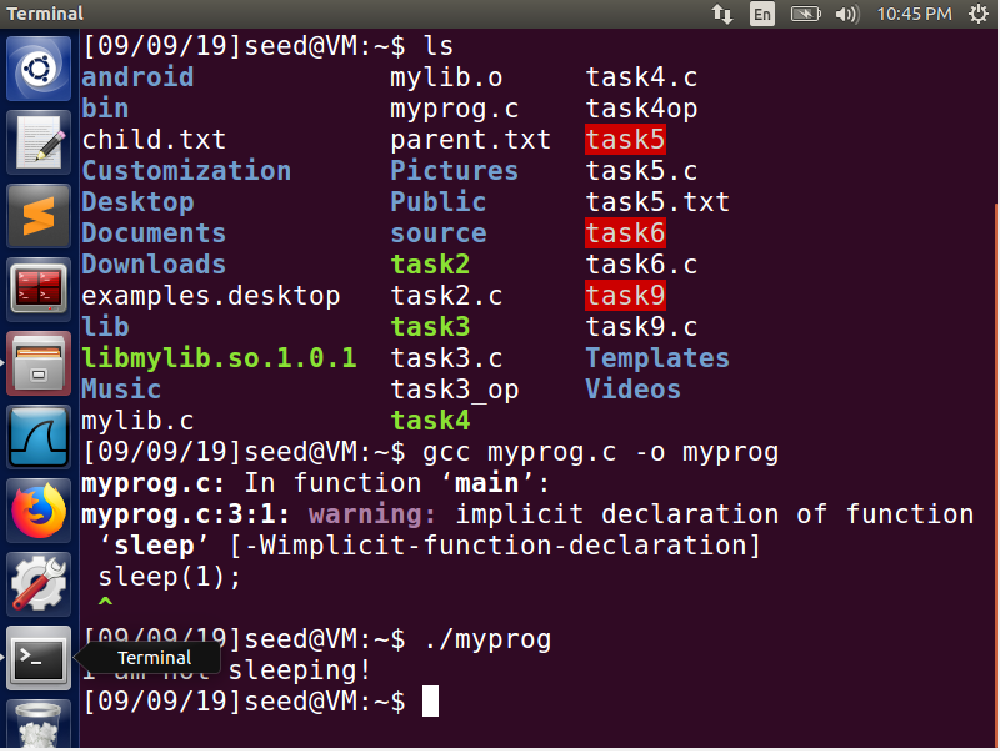 Terminal En 10:45 PM
[09/09/19]seed@VM:~$ ls
android mylib.o task4.c
bin myprog.c task4op
child.txt parent.txt task5
Customization Pictures task5.c
Desktop Public task5.txt
Documents source task6
Downloads task2 task6.c
examples.desktop task2.c task9
lib task3 task9.c
libmylib.so.1.0.1 task3.c Templates
Music task3_op Videos
mylib.c task4
[09/09/19]seed@VM:~$ gcc myprog.c -o myprog
myprog.c: In function ‘main’:
myprog.c:3:1: warning: implicit declaration of function
‘sleep’ [-Wimplicit-function-declaration]
sleep(1);
^
[09/09/19]seed@VM:~$ ./myprog
Terminal
I am not sleeping!
[09/09/19]seed@VM:~$